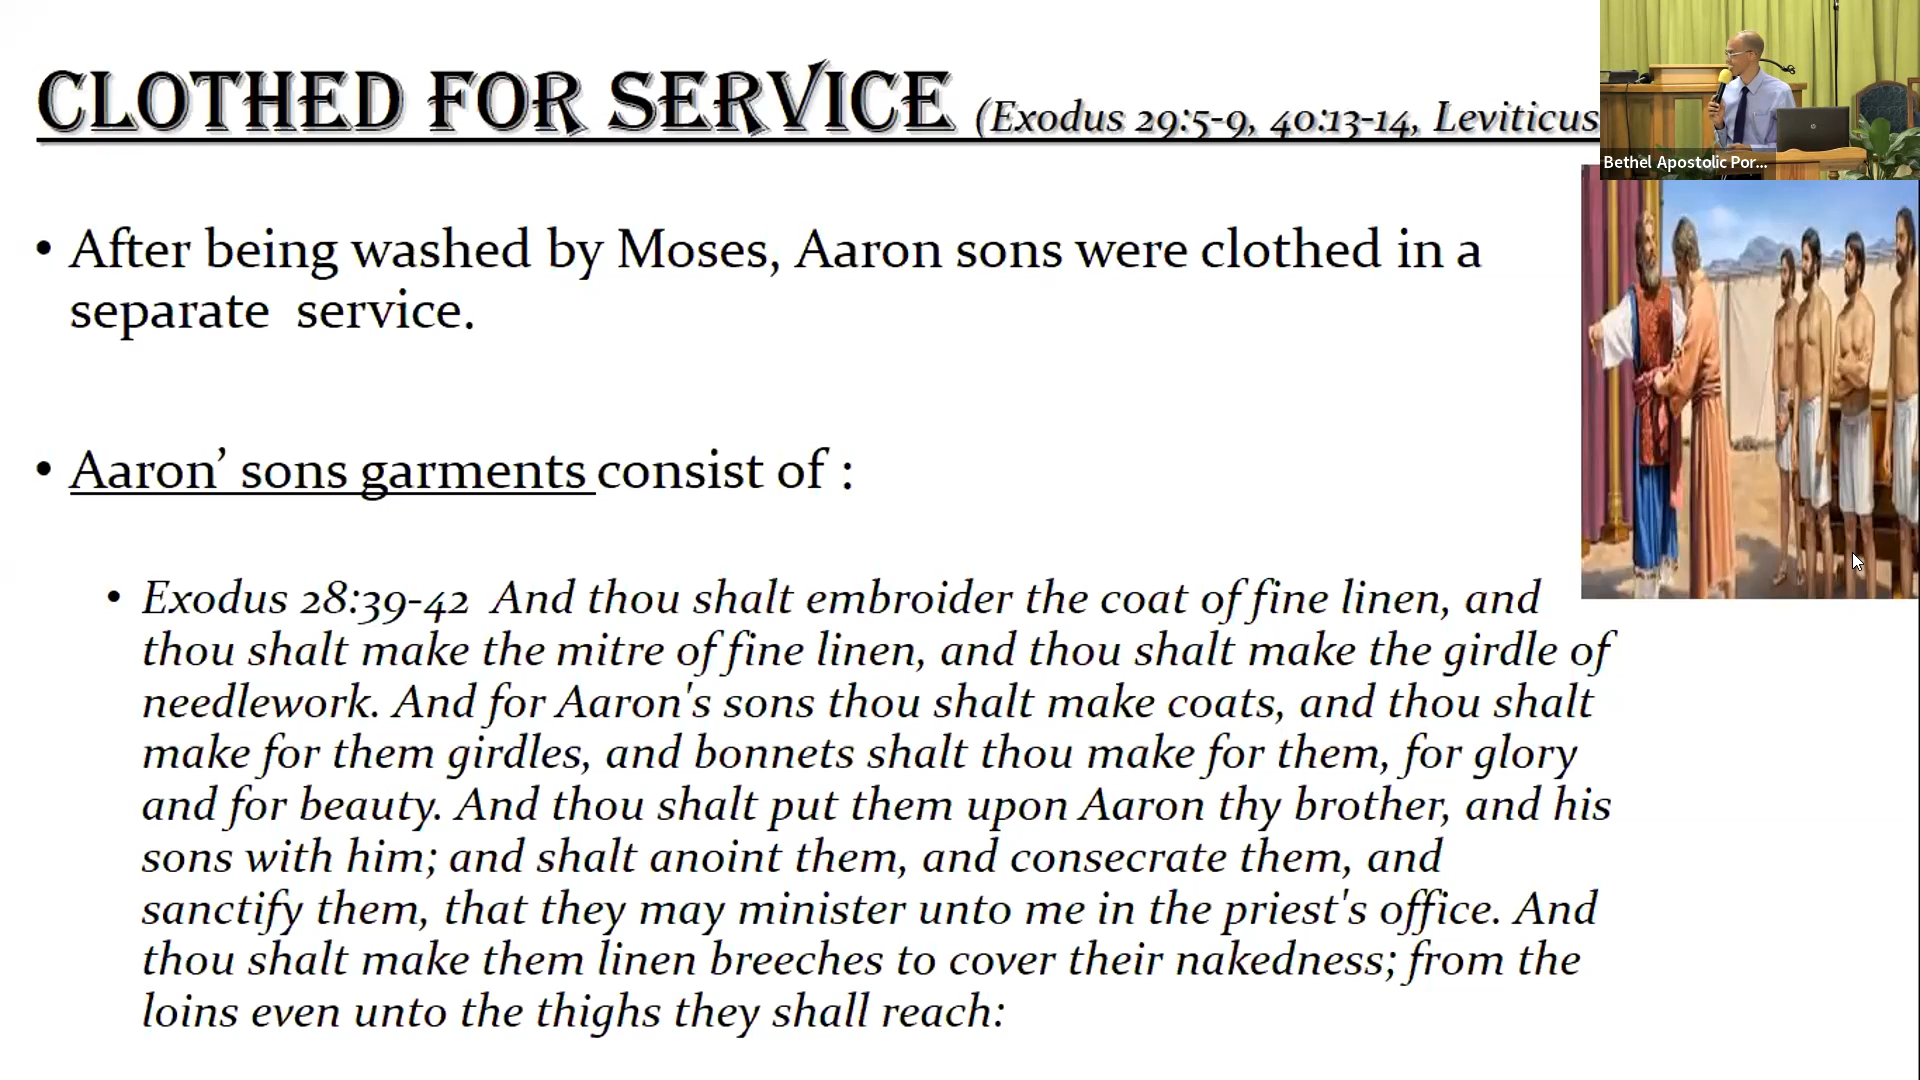 CLOTHED FOR SERVICE (Exodus 29:5-9, 40:13-14, Leviticus
Bethel Apostolic Por...
• After being washed by Moses, Aaron sons were clothed in a
separate service.
• Aaron’ sons garments consist of :
• Exodus 28:39-42 And thou shalt embroider the coat of fine linen, and
thou shalt make the mitre of fine linen, and thou shalt make the girdle of
needlework. And for Aaron's sons thou shalt make coats, and thou shalt
make for them girdles, and bonnets shalt thou make for them, for glory
and for beauty. And thou shalt put them upon Aaron thy brother, and his
sons with him; and shalt anoint them, and consecrate them, and
sanctify them, that they may minister unto me in the priest's office. And
thou shalt make them linen breeches to cover their nakedness; from the
loins even unto the thighs they shall reach: